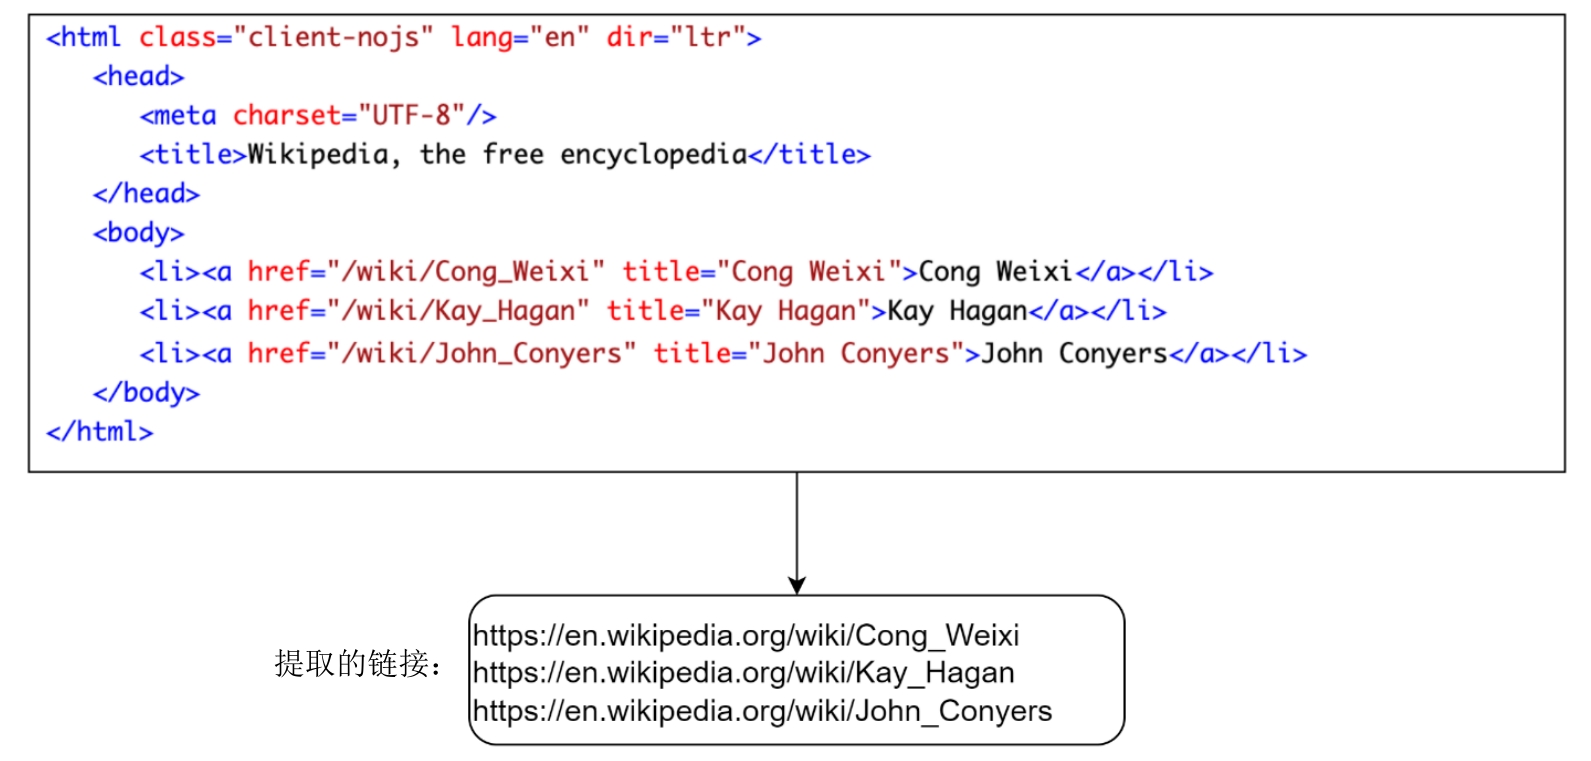 <html class="client-nojs" lang="en" dir="ltr">
<head>
<meta charset="UTF-8"/>
<title>Wikipedia, the free encyclopedia</title>
</head>
<body>
<li><a href="/wiki/Cong_Weixi" title="Cong Weixi">Cong Weixi</a></li>
<li><a href="/wiki/Kay_Hagan" title="Kay Hagan">Kay Hagan</a></li>
<li><a href="/wiki/John_Conyers" title="John Conyers">John Conyers</a></li>
</body>
</html>
提取的链接：
https://en.wikipedia.org/wiki/Cong_Weixi
https://en.wikipedia.org/wiki/Kay_Hagan
https://en.wikipedia.org/wiki/John_Conyers